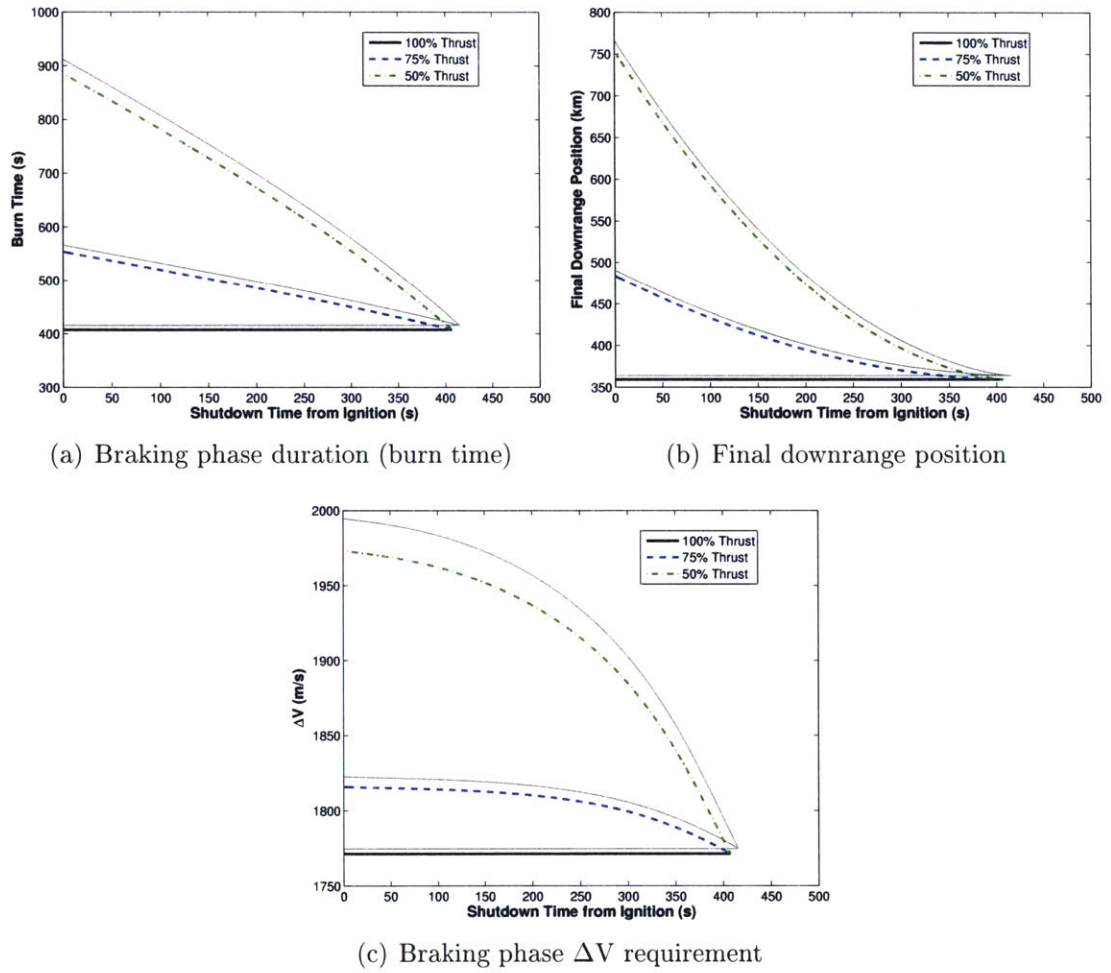 1000
900
800
700
600
500
400
300
Burn Time (s)
100% Thrust
75% Thrust
50% Thrust
0 50 100 150 200 250 300 350 400 450 500
Shutdown Time from Ignition (s)
(a) Braking phase duration (burn time)
800
750
700
650
600
550
500
450
400
350
Final Downrange Position (km)
100% Thrust
75% Thrust
50% Thrust
0 50 100 150 200 250 300 350 400 450 500
Shutdown Time from Ignition (s)
(b) Final downrange position
2000
1950
1900
1850
1800
1750
ΔV (m/s)
100% Thrust
75% Thrust
50% Thrust
0 50 100 150 200 250 300 350 400 450 500
Shutdown Time from Ignition (s)
(c) Braking phase ΔV requirement